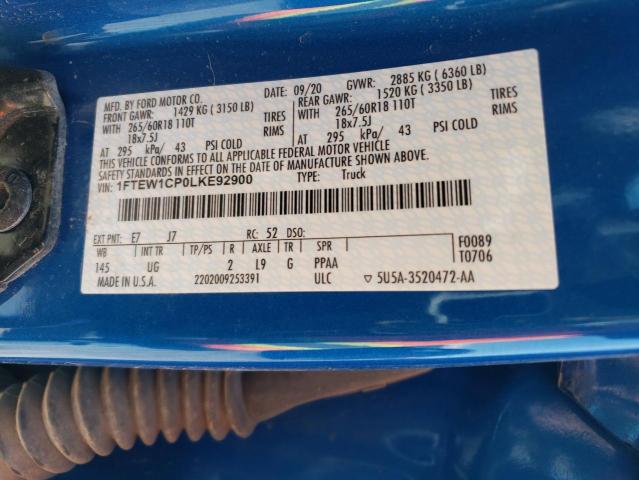 MFD. BY FORD MOTOR CO.
DATE: 09/20 GVWR: 2885 KG ( 6360 LB)
FRONT GAWR: 1429 KG ( 3150 LB)
REAR GAWR: 1520 KG ( 3350 LB)
WITH 265/60R18 110T TIRES
WITH 265/60R18 110T TIRES
18x7.5J RIMS
18x7.5J RIMS
AT 295 kPa/ 43 PSI COLD
AT 295 kPa/ 43 PSI COLD
THIS VEHICLE CONFORMS TO ALL APPLICABLE FEDERAL MOTOR VEHICLE
SAFETY STANDARDS IN EFFECT ON THE DATE OF MANUFACTURE SHOWN ABOVE.
VIN: 1FTEW1CP0LKE92900 TYPE: Truck
EXT PNT: E7 J7 RC: 52 DSO: F0089
WB INT TR TP/PS R AXLE TR SPR T0706
145 UG 2 L9 G PPAA
MADE IN U.S.A. 2202009253391 ULC ▽ 5U5A-3520472-AA